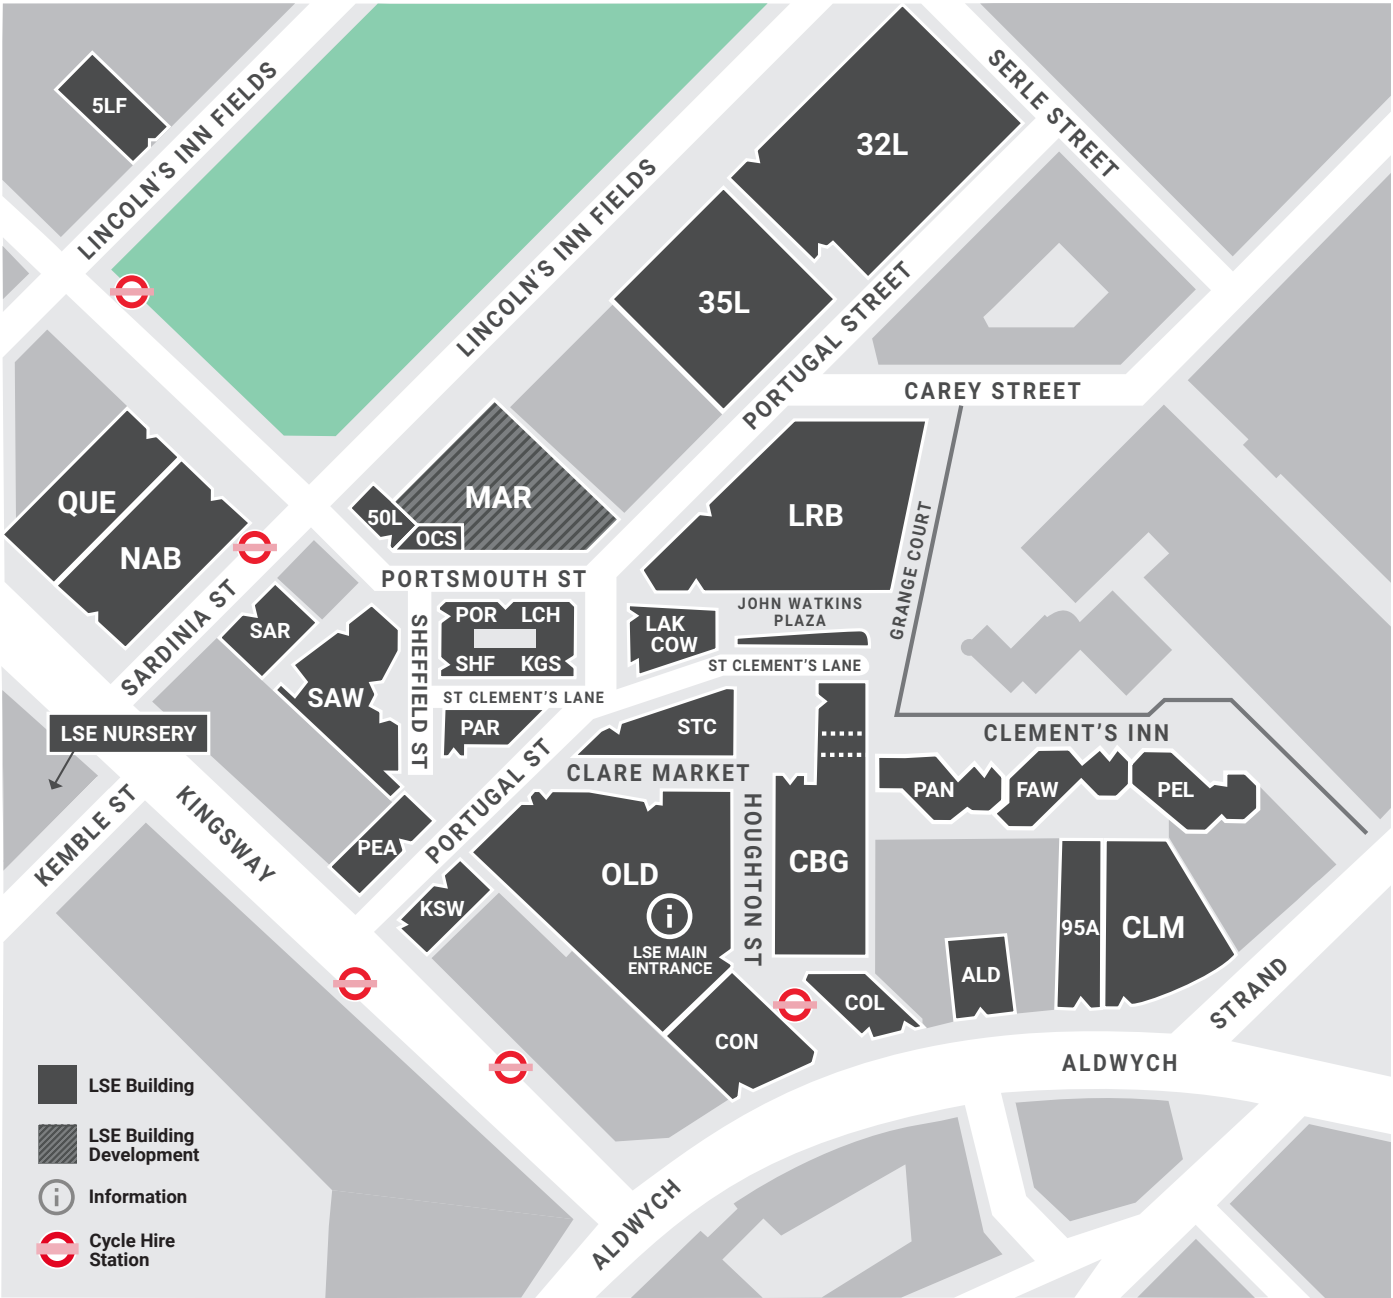 5LF
LINCOLN'S INN FIELDS
32L
SERLE STREET
LINCOLN'S INN FIELDS
35L
PORTUGAL STREET
CAREY STREET
QUE
NAB
MAR
50L
OCS
LRB
GRANGE COURT
PORTSMOUTH ST
SARDINIA ST
SAR
SAW
SHEFFIELD ST
POR LCH
SHF KGS
LAK
COW
JOHN WATKINS
PLAZA
ST CLEMENT'S LANE
ST CLEMENT'S LANE
PAR
STC
LSE NURSERY
CLEMENT'S INN
CLARE MARKET
PORTUGAL ST
KEMBLE ST
KINGSWAY
PEA
KSW
OLD
LSE MAIN
ENTRANCE
HOUGHTON ST
CBG
PAN
FAW
PEL
95A
CLM
ALD
COL
CON
STRAND
ALDWYCH
ALDWYCH
LSE Building
LSE Building
Development
Information
Cycle Hire
Station